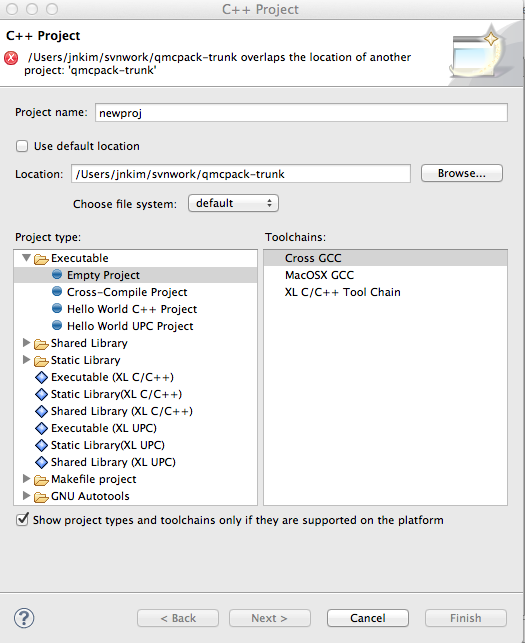 C++ Project
C++ Project
/Users/jnkim/svnwork/qmcpack-trunk overlaps the location of another
project: 'qmcpack-trunk'
Project name: newproj
Use default location
Location: /Users/jnkim/svnwork/qmcpack-trunk Browse...
Choose file system: default
Project type: Toolchains:
Executable Cross GCC
Empty Project MacOSX GCC
Cross-Compile Project XL C/C++ Tool Chain
Hello World C++ Project
Hello World UPC Project
Shared Library
Static Library
Executable (XL C/C++)
Static Library(XL C/C++)
Shared Library (XL C/C++)
Executable (XL UPC)
Static Library(XL UPC)
Shared Library (XL UPC)
Makefile project
GNU Autotools
Show project types and toolchains only if they are supported on the platform
? < Back Next > Cancel Finish